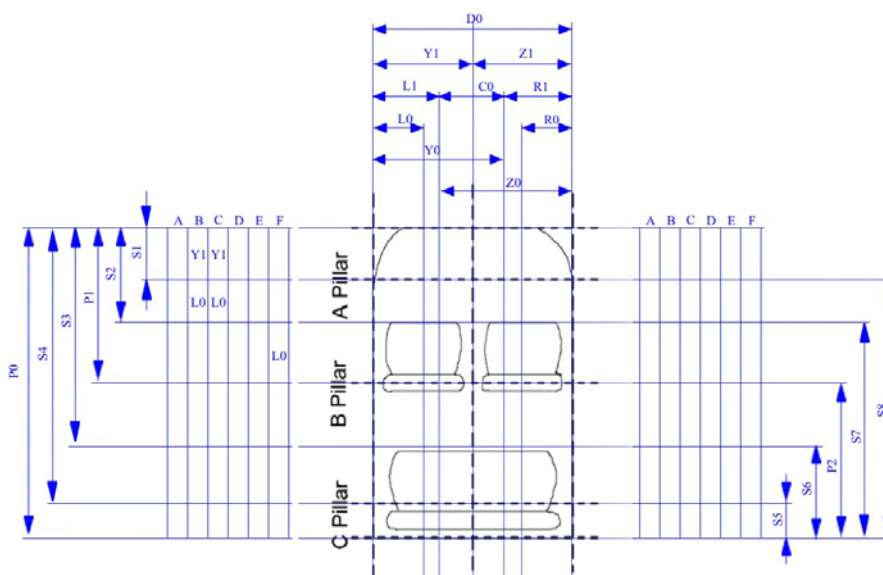 D0
Y1 Z1
L1 C0 R1
L0 R0
Y0
Z0
A B C D E F
A B C D E F
S1
Y1 Y1
S2
A Pillar
P1
L0 L0
S3
L0
S4
P0
B Pillar
S7
S8
P2
S6
C Pillar
S5